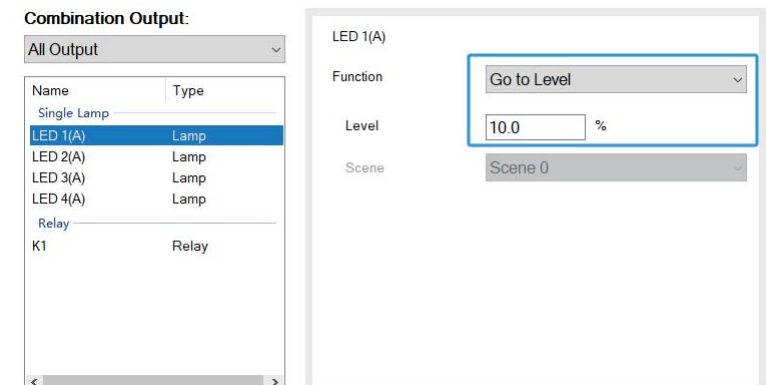 Combination Output:
All Output
Name Type
Single Lamp
LED 1(A) Lamp
LED 2(A) Lamp
LED 3(A) Lamp
LED 4(A) Lamp
Relay
K1 Relay
LED 1(A)
Function Go to Level
Level 10.0 %
Scene Scene 0